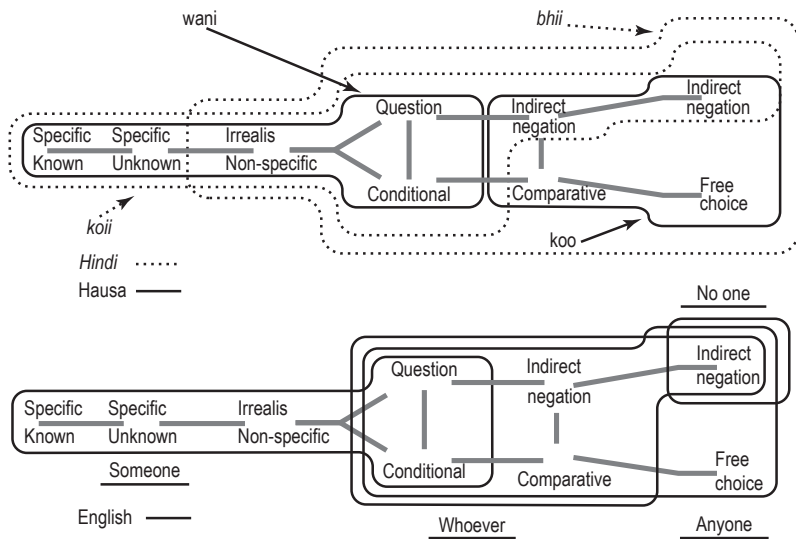 wani
bhii
Question
Indirect
negation
Indirect
negation
Specific
Known
Specific
Unknown
Irrealis
Non-specific
Conditional
Comparative
Free
choice
koii
koo
Hindi
Hausa
No one
Question
Indirect
negation
Indirect
negation
Specific
Known
Specific
Unknown
Irrealis
Non-specific
Conditional
Comparative
Free
choice
Someone
English
Whoever
Anyone